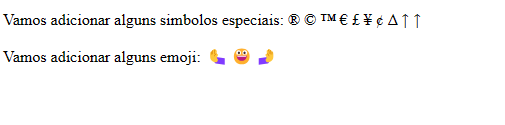 Vamos adicionar alguns simbolos especiais: ® © ™ € £ ¥ ¢ Δ ↑ ↑
Vamos adicionar alguns emoji: 🫷 😀 🫸